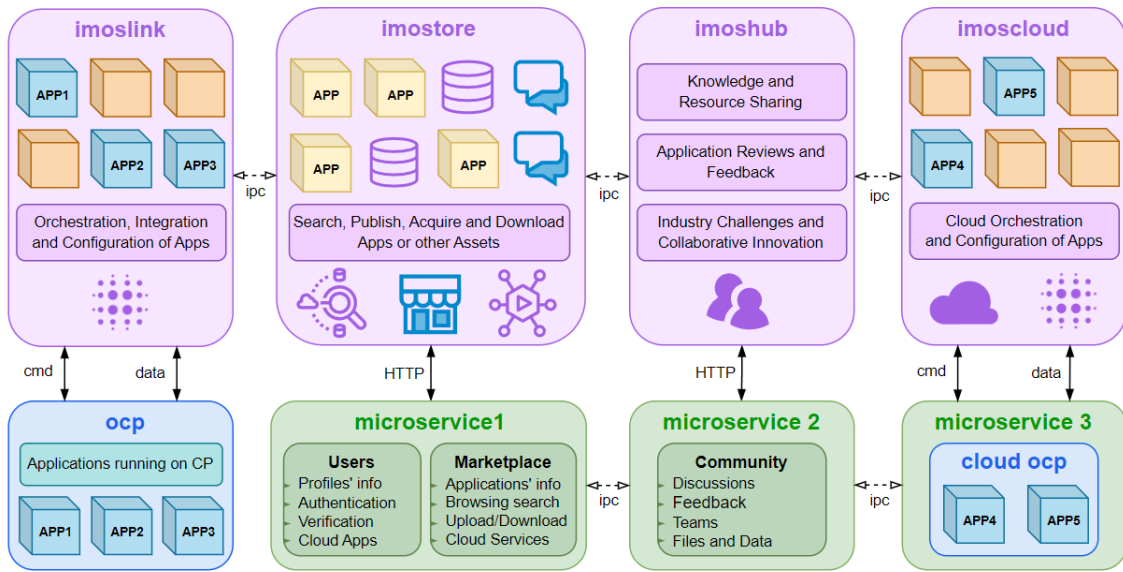 imoslink
APP1
APP2
APP3
Orchestration, Integration
and Configuration of Apps
ipc
imostore
APP
APP
APP
APP
Search, Publish, Acquire and Download
Apps or other Assets
ipc
imoshub
Knowledge and
Resource Sharing
Application Reviews and
Feedback
Industry Challenges and
Collaborative Innovation
ipc
imoscloud
APP5
APP4
Cloud Orchestration
and Configuration of Apps
cmd
data
HTTP
HTTP
cmd
data
ocp
Applications running on CP
APP1
APP2
APP3
microservice1
Users
Profiles' info
Authentication
Verification
Cloud Apps
Marketplace
Applications' info
Browsing search
Upload/Download
Cloud Services
ipc
microservice 2
Community
Discussions
Feedback
Teams
Files and Data
ipc
microservice 3
cloud ocp
APP4
APP5